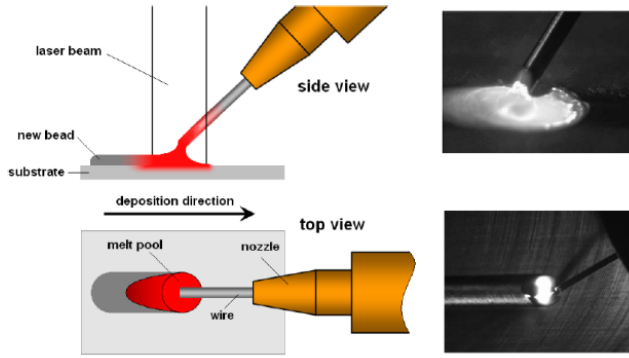 laser beam
side view
new bead
substrate
deposition direction
top view
melt pool
nozzle
wire